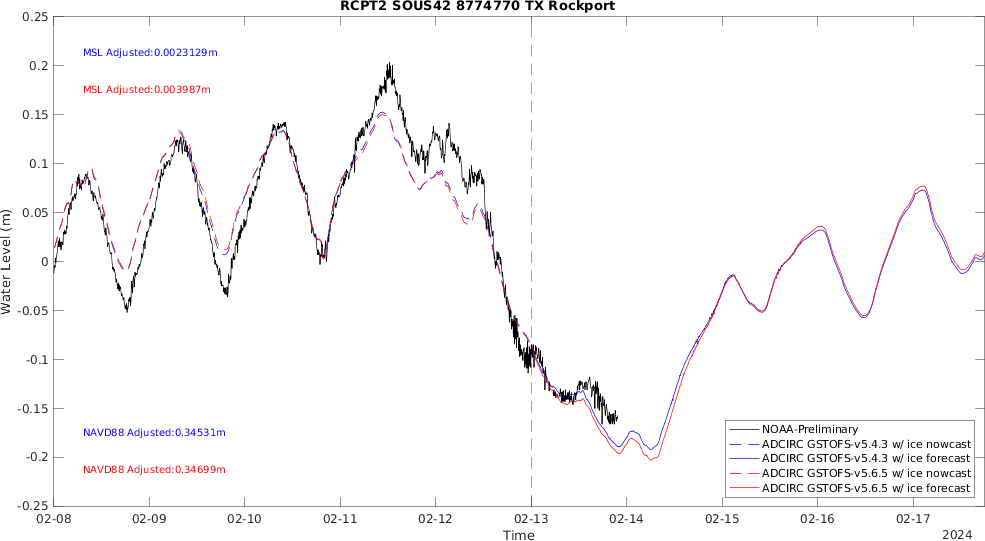 RCPT2 SOUS42 8774770 TX Rockport
0.25
0.2
0.15
0.1
0.05
0
-0.05
-0.1
-0.15
-0.2
-0.25
Water Level (m)
MSL Adjusted:0.0023129m
MSL Adjusted:0.003987m
NAVD88 Adjusted:0.34531m
NAVD88 Adjusted:0.34699m
NOAA-Preliminary
ADCIRC GSTOFS-v5.4.3 w/ ice nowcast
ADCIRC GSTOFS-v5.4.3 w/ ice forecast
ADCIRC GSTOFS-v5.6.5 w/ ice nowcast
ADCIRC GSTOFS-v5.6.5 w/ ice forecast
02-08 02-09 02-10 02-11 02-12 02-13 02-14 02-15 02-16 02-17
Time
2024